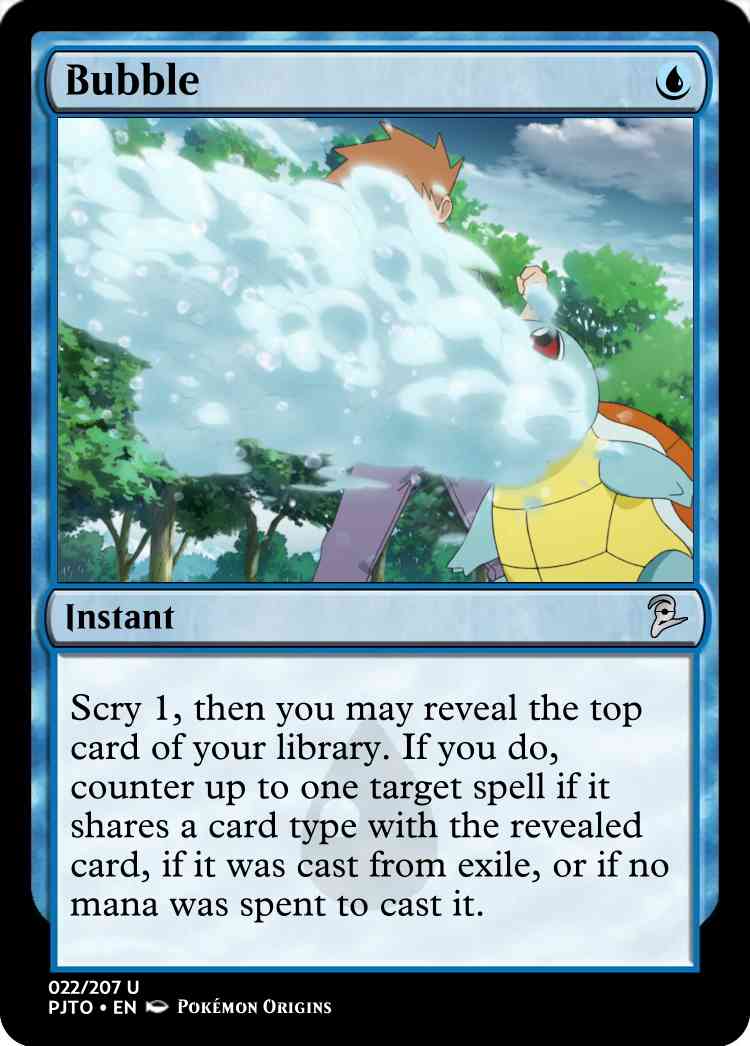 Bubble
Instant
Scry 1, then you may reveal the top
card of your library. If you do,
counter up to one target spell if it
shares a card type with the revealed
card, if it was cast from exile, or if no
mana was spent to cast it.
022/207 U
PJTO • EN Pokémon Origins